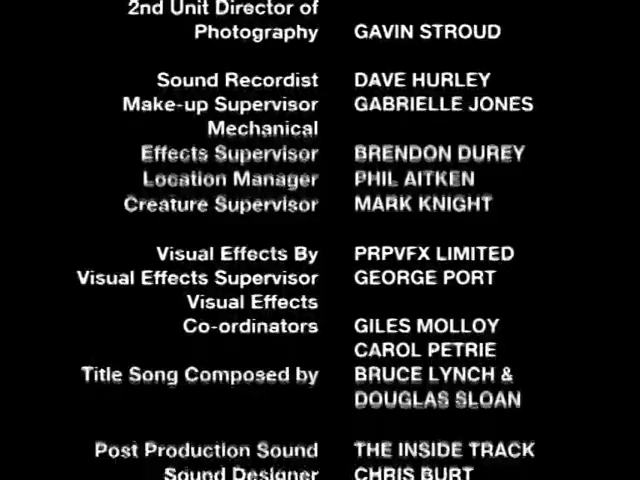 2nd Unit Director of
Photography GAVIN STROUD
Sound Recordist DAVE HURLEY
Make-up Supervisor GABRIELLE JONES
Mechanical
Effects Supervisor BRENDON DUREY
Location Manager PHIL AITKEN
Creature Supervisor MARK KNIGHT
Visual Effects By PRPVFX LIMITED
Visual Effects Supervisor GEORGE PORT
Visual Effects
Co-ordinators GILES MOLLOY
CAROL PETRIE
Title Song Composed by BRUCE LYNCH &
DOUGLAS SLOAN
Post Production Sound THE INSIDE TRACK
Sound Designer CHRIS BURT